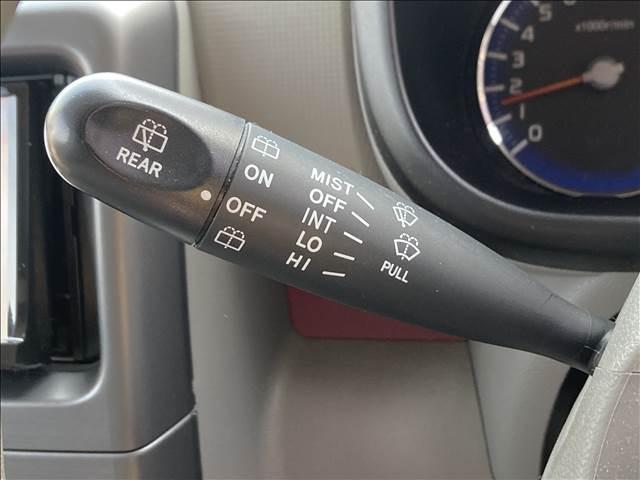 REAR
ON
OFF
MIST
OFF
INT
LO
HI
PULL
x1000r/min
5
4
3
2
1
0